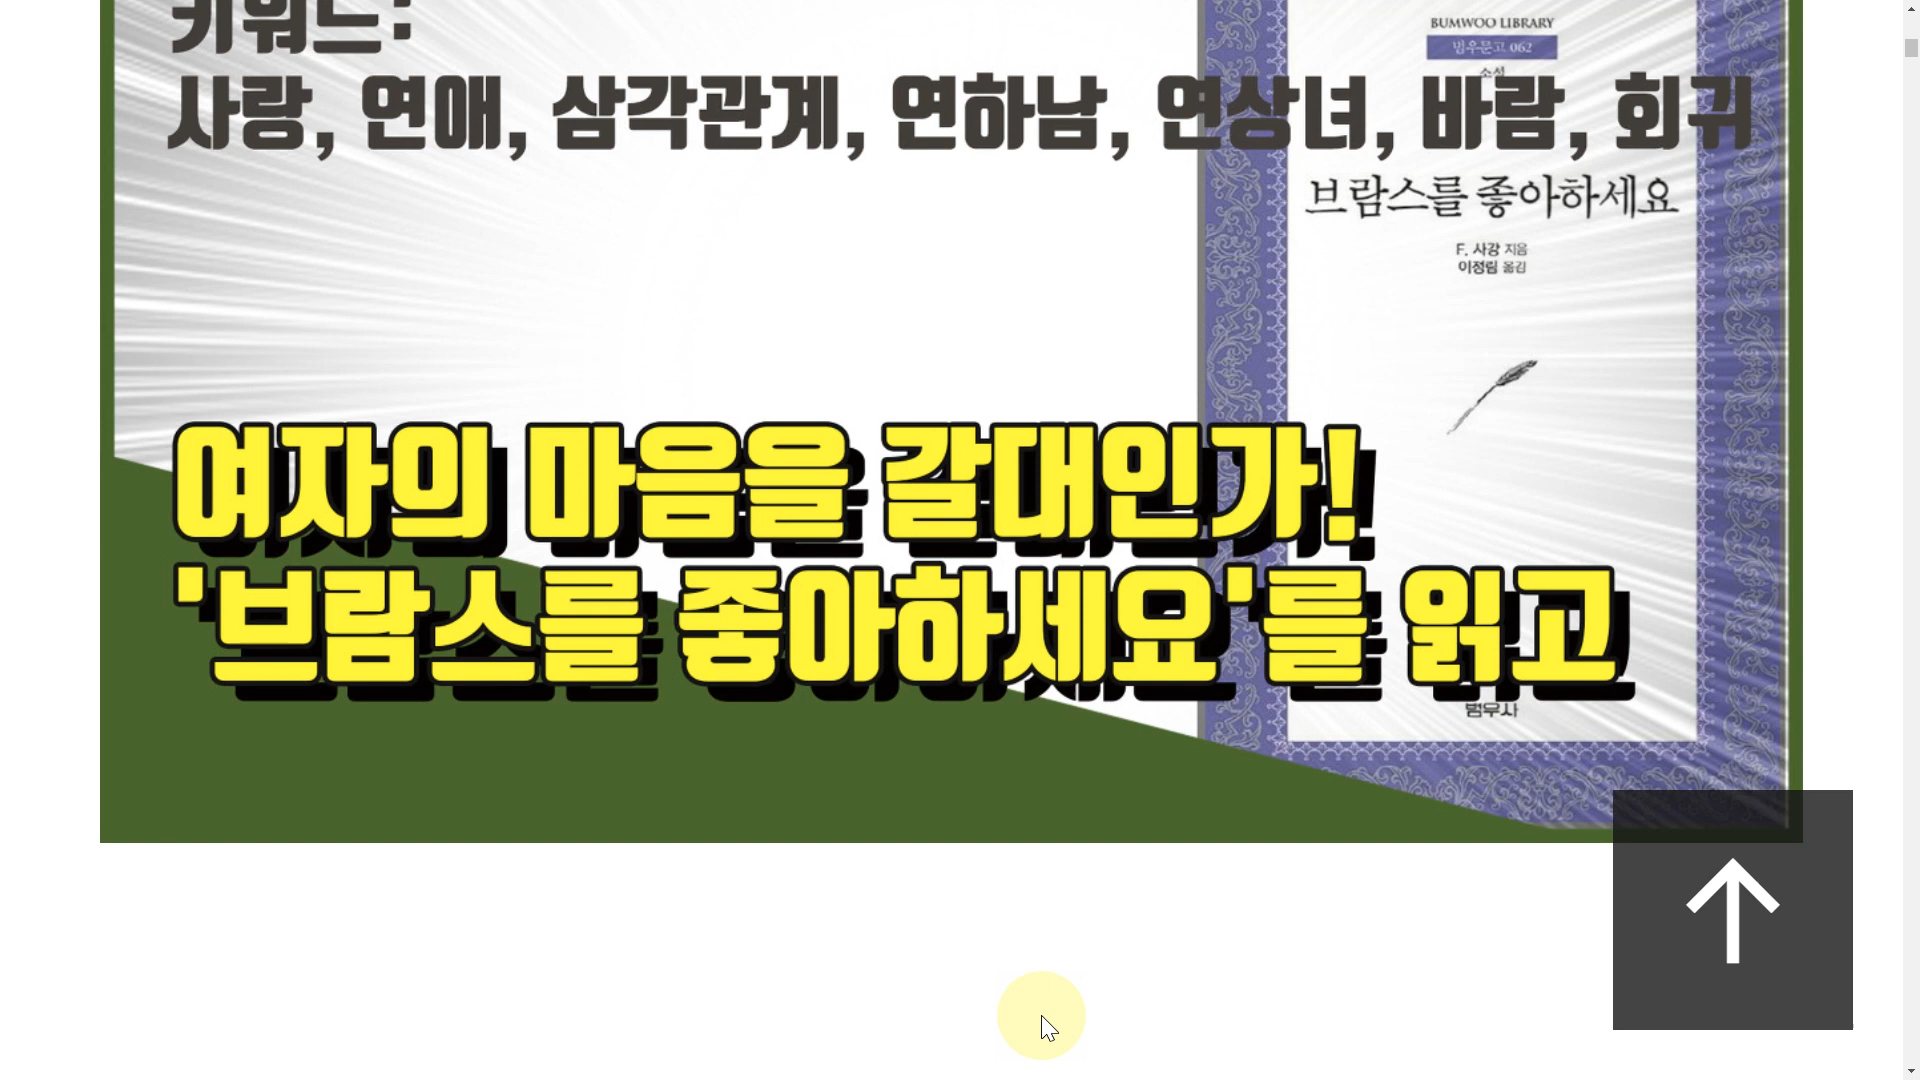 키워드:
BUMWOO LIBRARY
범우문고 062
소설
사랑, 연애, 삼각관계, 연하남, 연상녀, 바람, 회귀
브람스를 좋아하세요
F. 사강 지음
이정림 옮김
여자의 마음을 갈대인가!
'브람스를 좋아하세요'를 읽고
범우사